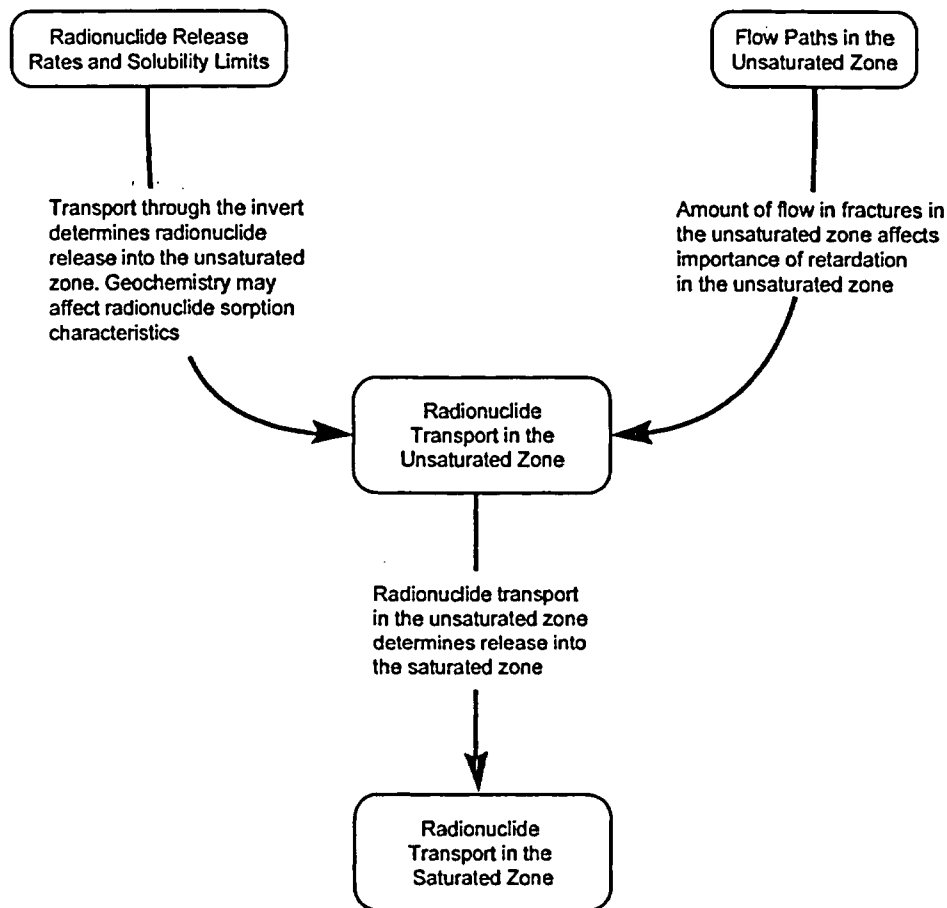 Radionuclide Release
Rates and Solubility Limits
Flow Paths in the
Unsaturated Zone
Transport through the invert
determines radionuclide
release into the unsaturated
zone. Geochemistry may
affect radionuclide sorption
characteristics
Amount of flow in fractures in
the unsaturated zone affects
importance of retardation
in the unsaturated zone
Radionuclide
Transport in the
Unsaturated Zone
Radionuclide transport
in the unsaturated zone
determines release into
the saturated zone
Radionuclide
Transport in the
Saturated Zone